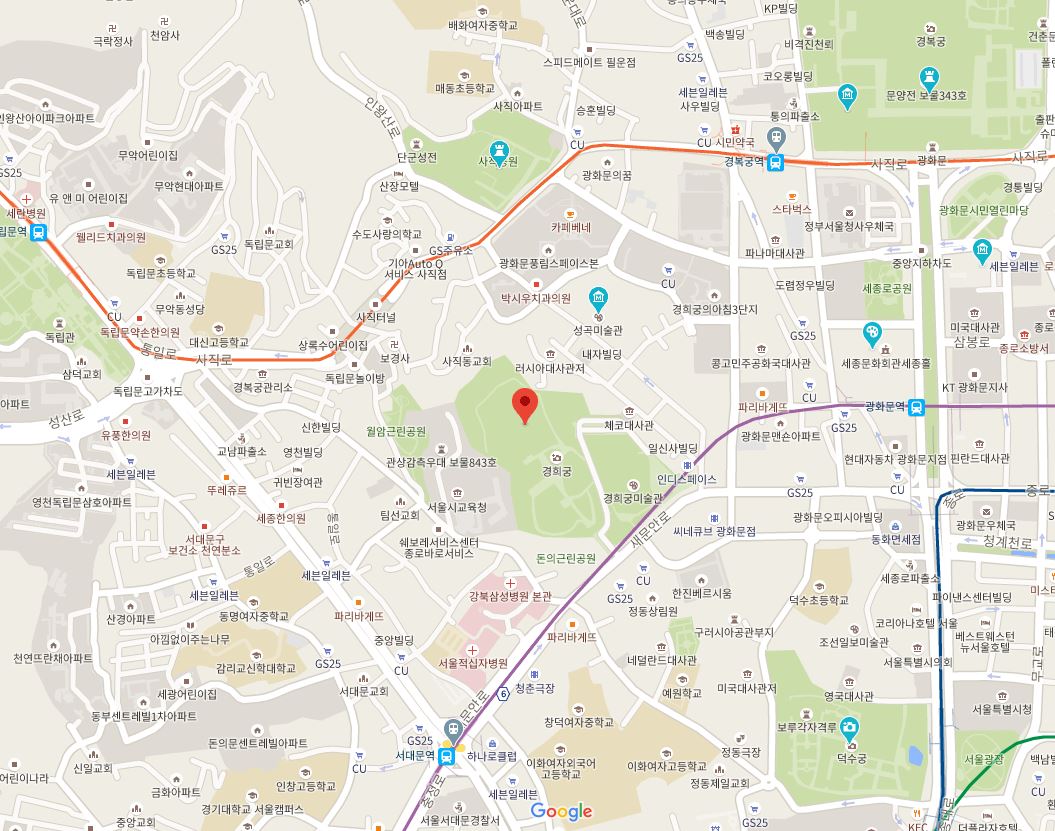 배화여자중학교
KP빌딩
천암사
극락정사
백송빌딩
비격진천뢰
경복궁
GS25
스피드메이트 필운점
코오롱빌딩
매동초등학교
세븐일레븐
사우빌딩
문양전 보물343호
사직아파트
승호빌딩
통의파출소
인왕산아이파크아파트
인왕산로
CU
CU
시민약국
무악어린이집
단군성전
사직공원
경복궁역
사직로
광화문
사직로
산장모텔
광화문의꿈
무악현대아파트
유 앤 미 어린이집
경통빌딩
세란병원
스타벅스
광화문시민열린마당
카페베네
정부서울청사우체국
수도사랑의학교
웰리드치과의원
GS25
독립문교회
GS주유소
파나마대사관
중앙지하차도
세븐일레븐
기아Auto Q
서비스 사직점
광화문풍림스페이스본
독립문초등학교
CU
도렴정우빌딩
세종로공원
박시우치과의원
무악동성당
CU
사직터널
성곡미술관
경희궁의아침3단지
미국대사관
독립문약손한의원
GS25
종로소방서
독립관
대신고등학교
상록수어린이집
보경사
사직동교회
내자빌딩
삼봉로
통일로
사직로
러시아대사관저
콩고민주공화국대사관
세종문화회관세종홀
삼덕교회
독립문놀이방
경복궁관리소
KT 광화문지사
독립문고가차도
CU
파리바게뜨
광화문역
성산로
체코대사관
신한빌딩
월암근린공원
광화문맨숀아파트
유풍한의원
교남파출소
영천빌딩
일신사빌딩
관상감측우대 보물843호
경희궁
현대자동차 광화문지점
핀란드대사관
세븐일레븐
귀빈장여관
인디스페이스
뚜레쥬르
GS25
CU
종로
영천독립문삼호아파트
서울시교육청
경희궁미술관
팀선교회
세종한의원
통일로
새문안로
씨네큐브 광화문점
광화문오피시아빌딩
광화문우체국
서대문구
보건소 천연분소
쉐보레서비스센터
종로바로서비스
동화면세점
청계천로
돈의근린공원
통일로
세븐일레븐
CU
세종로파출소
세븐일레븐
강북삼성병원 본관
GS25
한진베르시움
산경아파트
동명여자중학교
파리바게뜨
정동상림원
덕수초등학교
파이낸스센터빌딩
코리아나호텔 서울
아낌없이주는나무
중앙빌딩
파리바게뜨
구러시아공관부지
조선일보미술관
베스트웨스턴
뉴서울호텔
천연뜨란채아파트
GS25
감리교신학대학교
CU
서울적십자병원
네덜란드대사관
서울특별시의회
세광어린이집
서대문교회
청춘극장
예원학교
미국대사관저
영국대사관
동부센트레빌1차아파트
6
창덕여자중학교
보루각자격루
서울특별시청
GS25
돈의문센트레빌아파트
서대문역
하나로클럽
정동극장
덕수궁
신일교회
CU
이화여자외국어
고등학교
이화여자고등학교
정동제일교회
서울광장
인창고등학교
금화아파트
세븐일레븐
CU
충정로
Google
경기대학교 서울캠퍼스
중앙교회
서울서대문경찰서
GS25
KFC
더플라자호텔